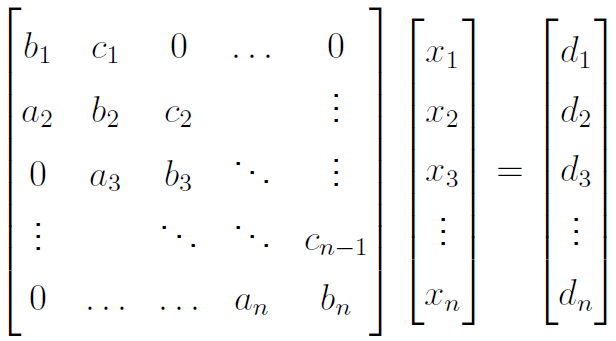 b₁ c₁ 0 … 0 x₁ d₁
a₂ b₂ c₂ ⋮ x₂ d₂
0 a₃ b₃ ⋱ ⋮ x₃ = d₃
⋮ ⋱ ⋱ cₙ₋₁ ⋮ ⋮
0 … … aₙ bₙ xₙ dₙ